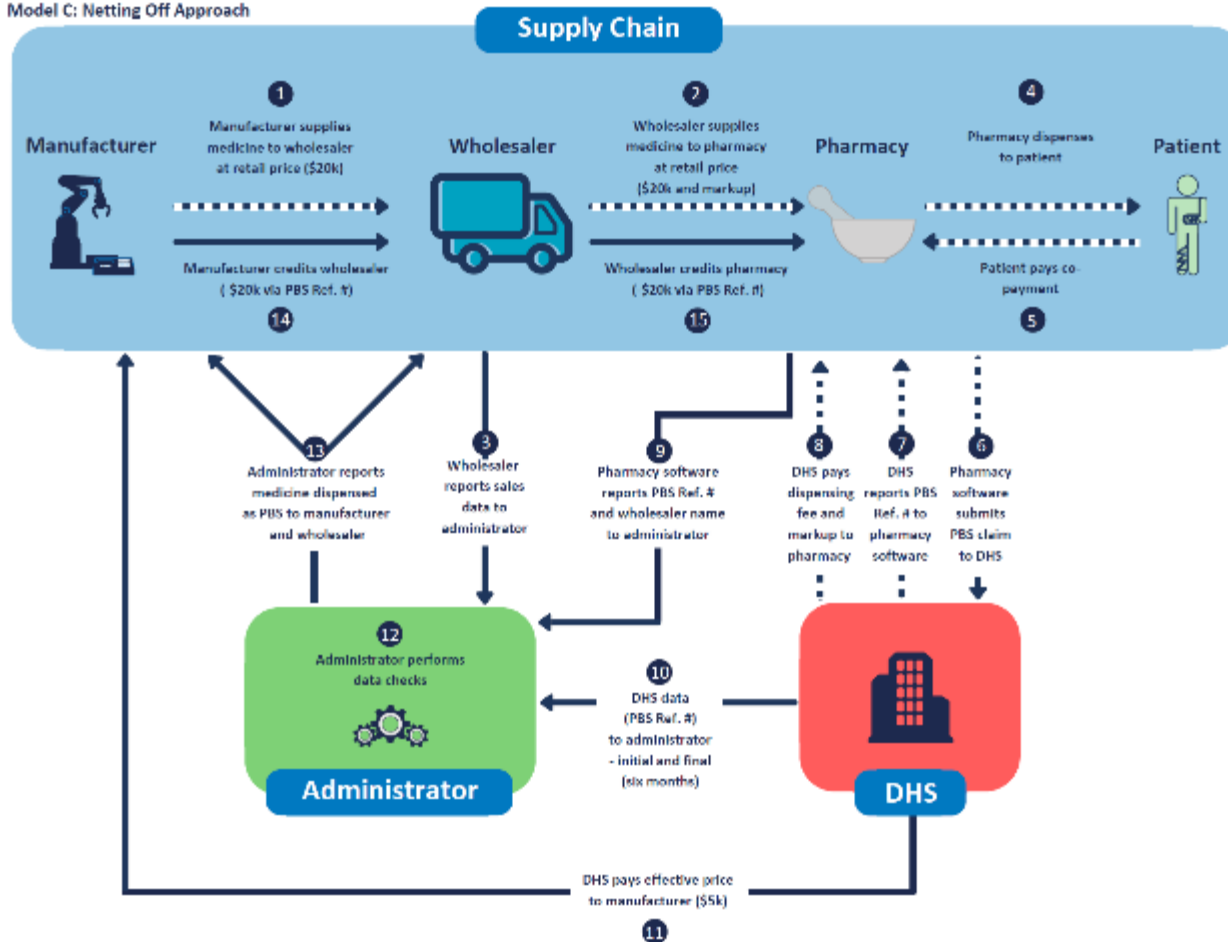 Model C: Netting Off Approach
Supply Chain
1
Manufacturer supplies
medicine to wholesaler
at retail price ($20k)
2
Wholesaler supplies
medicine to pharmacy
at retail price
($20k and markup)
4
Pharmacy dispenses
to patient
Manufacturer
Wholesaler
Pharmacy
Patient
Manufacturer credits wholesaler
( $20k via PBS Ref. #)
14
Wholesaler credits pharmacy
( $20k via PBS Ref. #)
15
Patient pays co-
payment
5
13
Administrator reports
medicine dispensed
as PBS to manufacturer
and wholesaler
3
Wholesaler
reports sales
data to
administrator
9
Pharmacy software
reports PBS Ref. #
and wholesaler name
to administrator
8
DHS pays
dispensing
fee and
markup to
pharmacy
7
DHS
reports PBS
Ref. # to
pharmacy
software
6
Pharmacy
software
submits
PBS claim
to DHS
12
Administrator performs
data checks
Administrator
10
DHS data
(PBS Ref. #)
to administrator
- initial and final
(six months)
DHS
DHS pays effective price
to manufacturer ($5k)
11